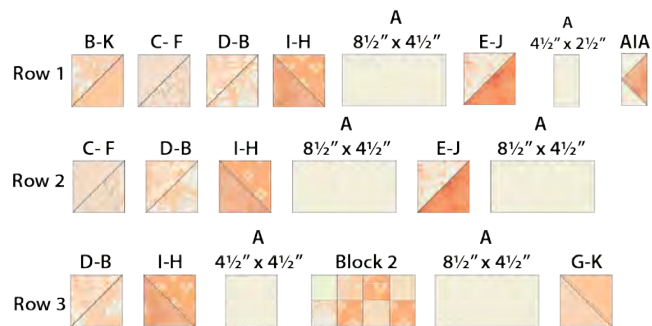 A A
B-K C- F D-B I-H 8½” x 4½” E-J 4½” x 2½” AIA
Row 1
A A
C- F D-B I-H 8½” x 4½” E-J 8½” x 4½”
Row 2
A A
D-B I-H 4½” x 4½” Block 2 8½” x 4½” G-K
Row 3